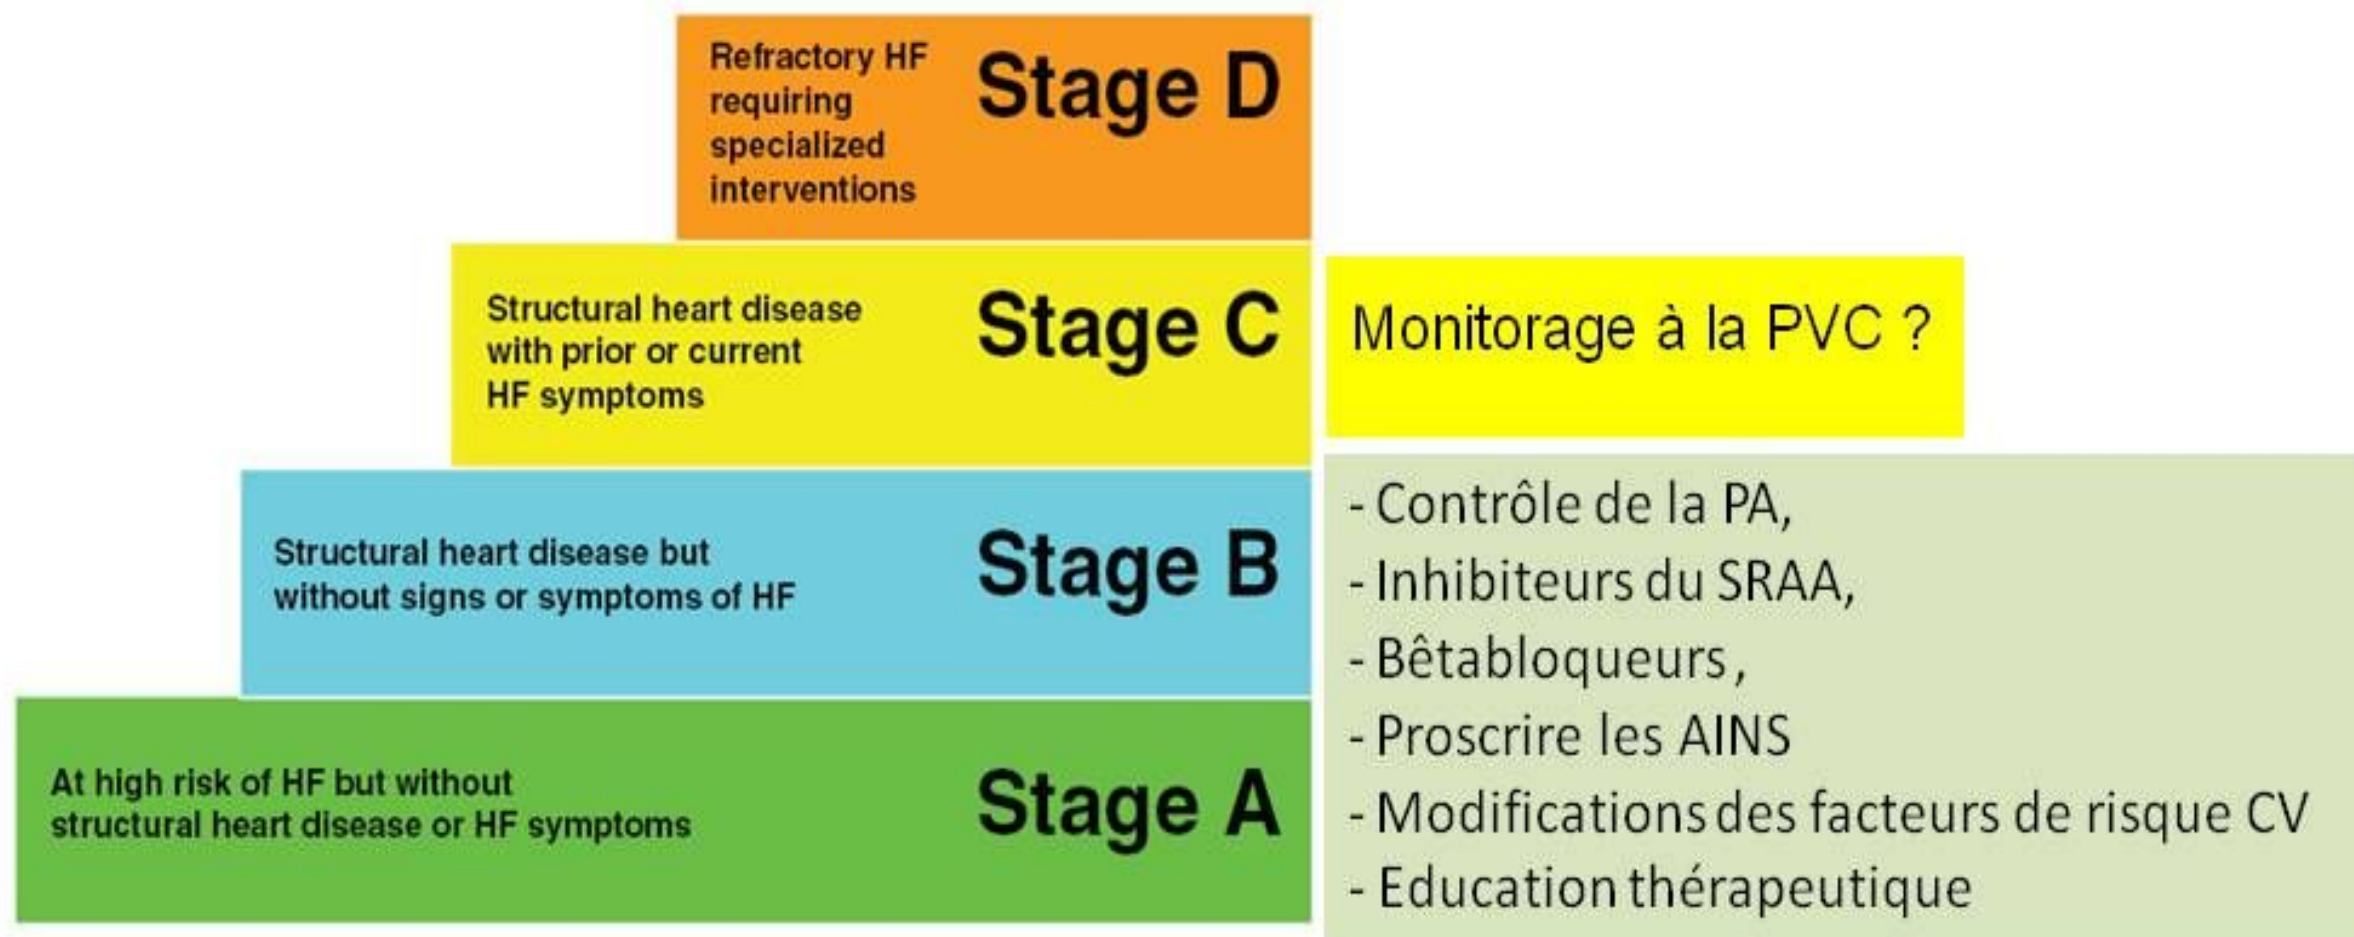 Refractory HF
requiring
specialized
interventions
Stage D
Structural heart disease
with prior or current
HF symptoms
Stage C
Monitorage à la PVC ?
Structural heart disease but
without signs or symptoms of HF
Stage B
At high risk of HF but without
structural heart disease or HF symptoms
Stage A
- Contrôle de la PA,
- Inhibiteurs du SRAA,
- Bêtabloqueurs,
- Proscrire les AINS
- Modifications des facteurs de risque CV
- Education thérapeutique